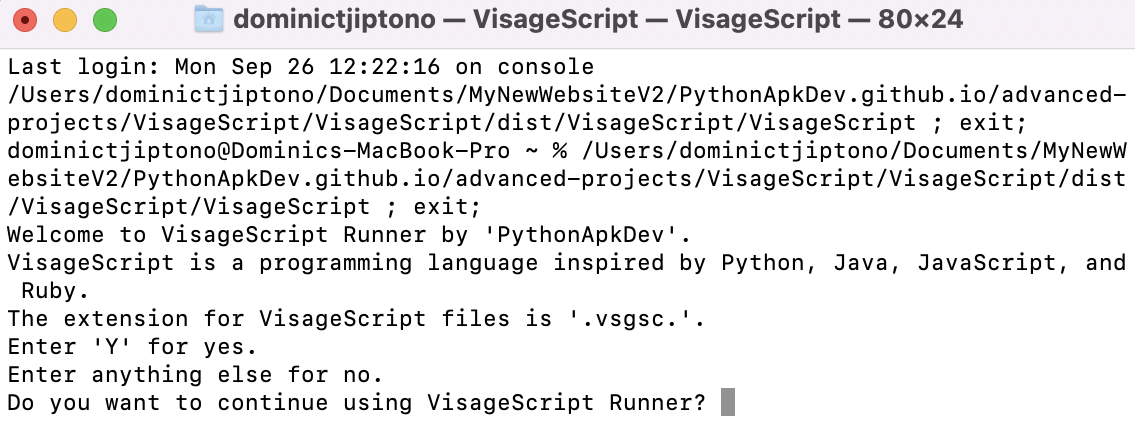 dominictjiptono — VisageScript — VisageScript — 80×24
Last login: Mon Sep 26 12:22:16 on console
/Users/dominictjiptono/Documents/MyNewWebsiteV2/PythonApkDev.github.io/advanced-
projects/VisageScript/VisageScript/dist/VisageScript/VisageScript ; exit;
dominictjiptono@Dominics-MacBook-Pro ~ % /Users/dominictjiptono/Documents/MyNewW
ebsiteV2/PythonApkDev.github.io/advanced-projects/VisageScript/VisageScript/dist
/VisageScript/VisageScript ; exit;
Welcome to VisageScript Runner by 'PythonApkDev'.
VisageScript is a programming language inspired by Python, Java, JavaScript, and
 Ruby.
The extension for VisageScript files is '.vsgsc.'.
Enter 'Y' for yes.
Enter anything else for no.
Do you want to continue using VisageScript Runner?